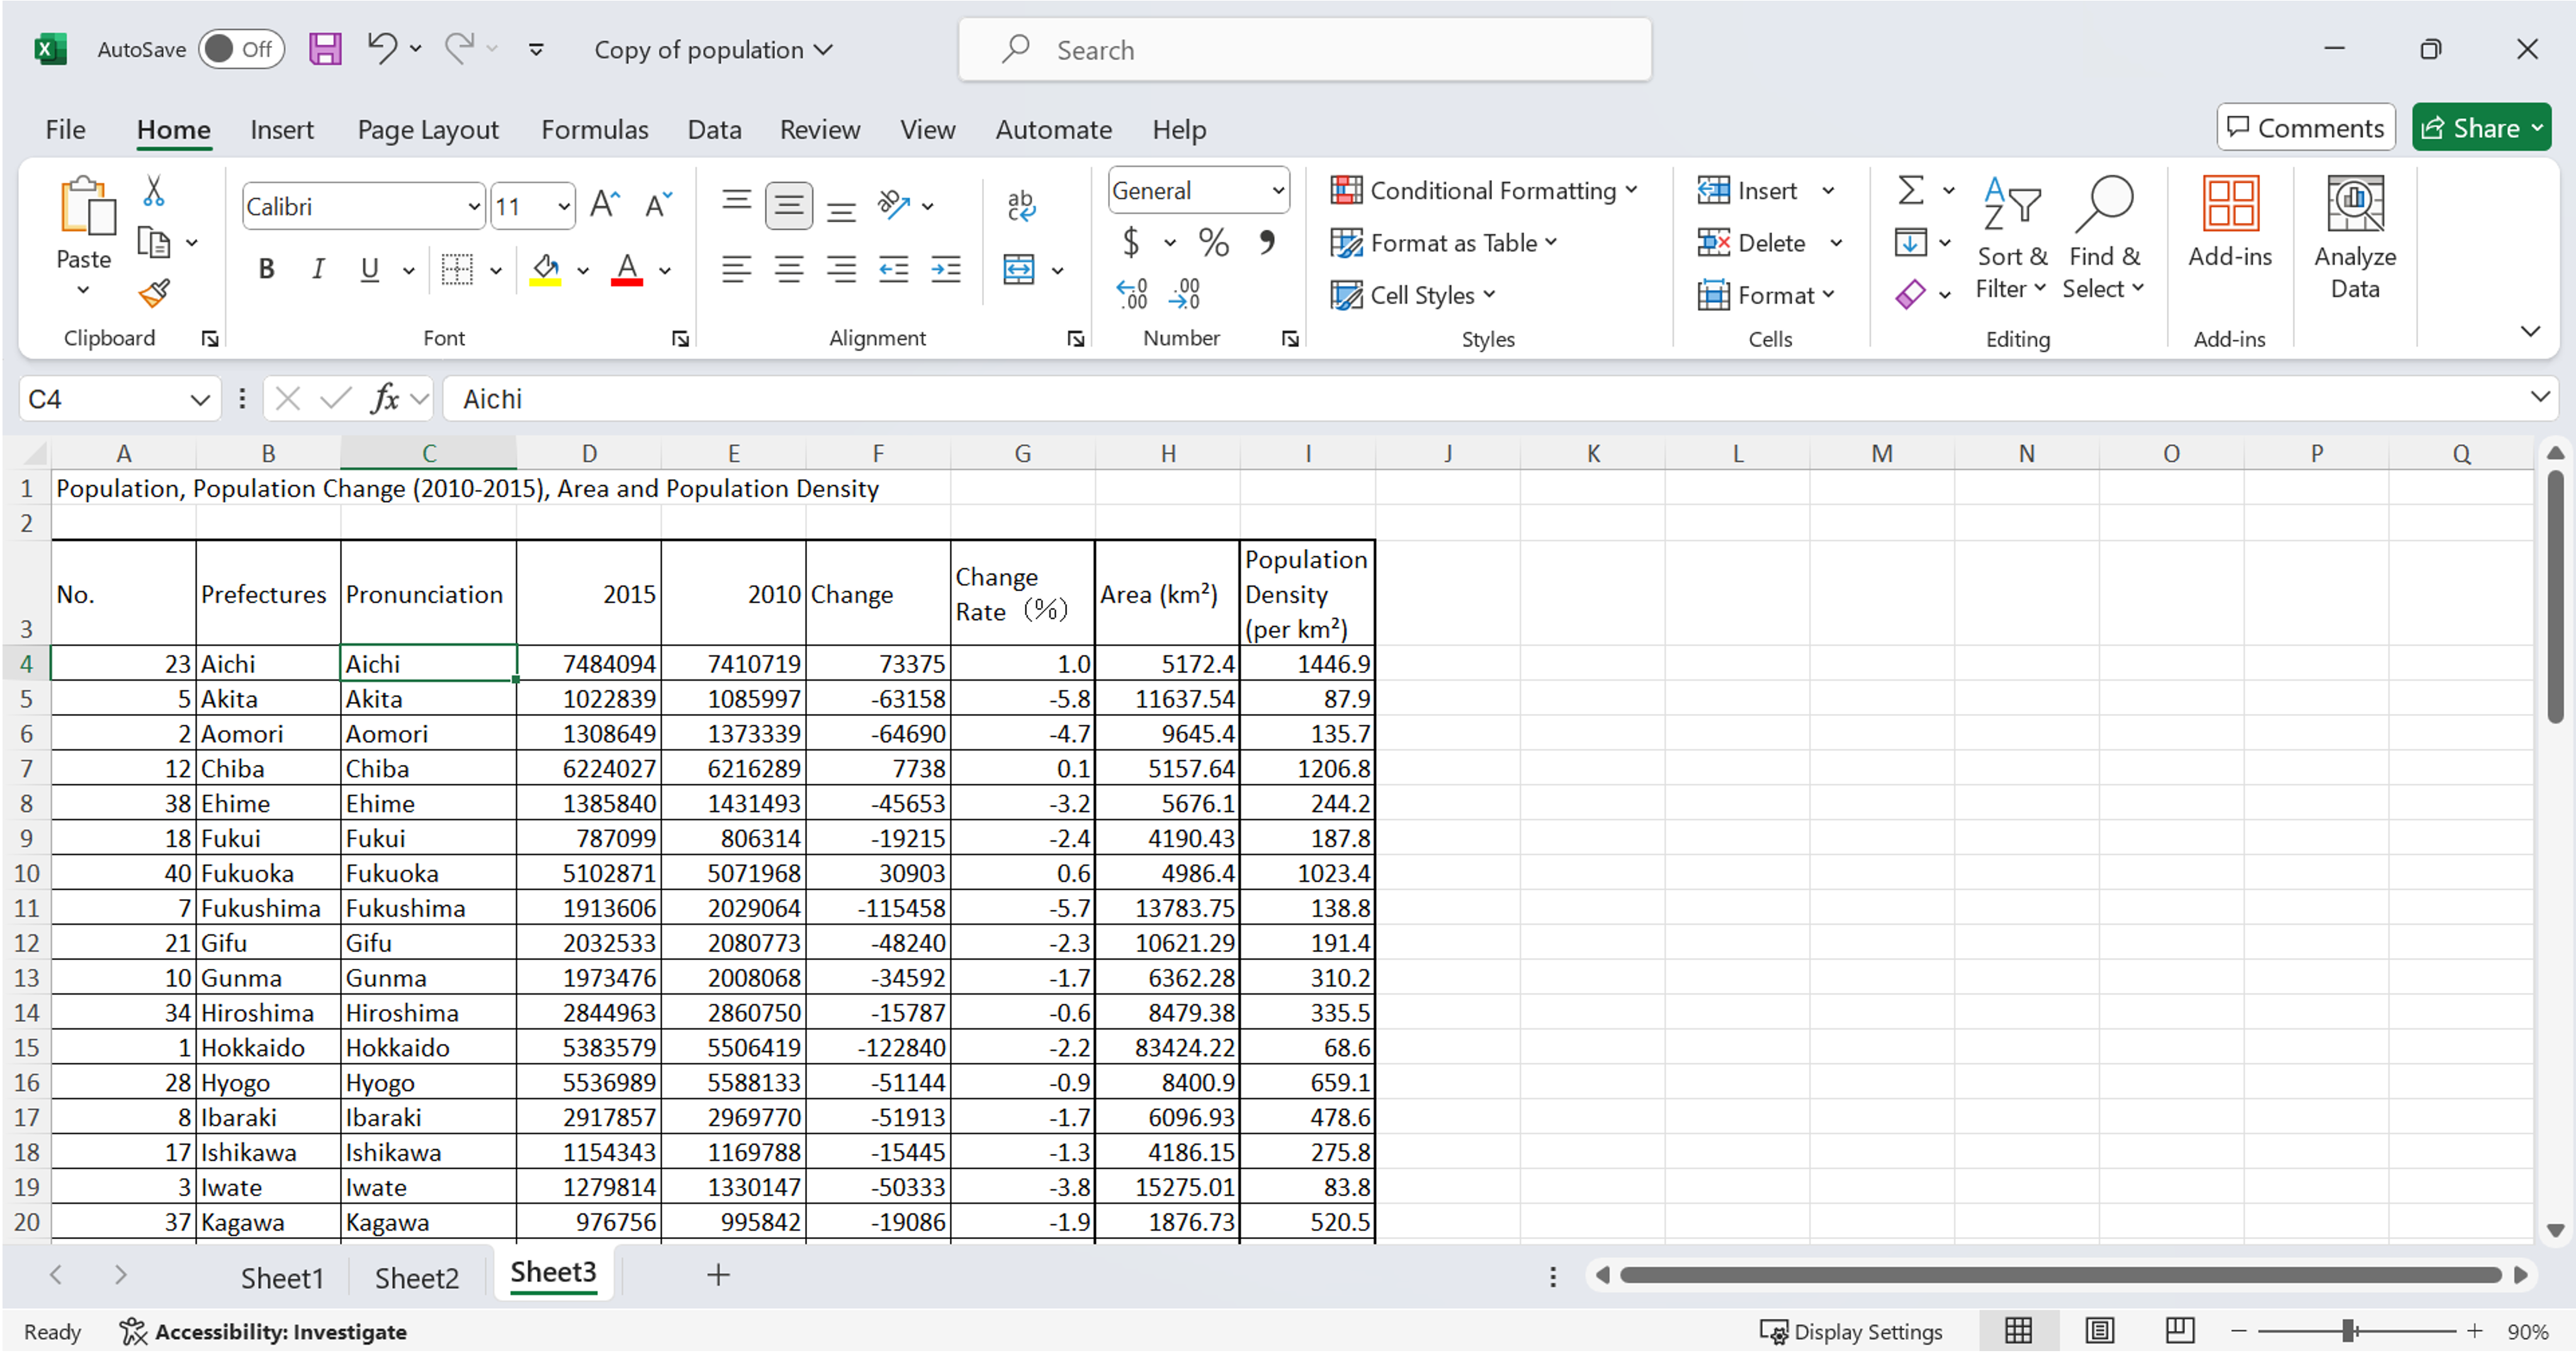 AutoSave Off Copy of population Search
File Home Insert Page Layout Formulas Data Review View Automate Help Comments Share
Paste
Clipboard
Calibri 11
B I U A
Font
ab
Alignment
General
$ % ,
Number
Conditional Formatting
Format as Table
Cell Styles
Styles
Insert
Delete
Format
Cells
Sort & Filter
Find & Select
Editing
Add-ins
Add-ins
Analyze Data
C4 fx Aichi
A B C D E F G H I J K L M N O P Q
1 Population, Population Change (2010-2015), Area and Population Density
2
3 No. Prefectures Pronunciation 2015 2010 Change Change Rate (%) Area (km²) Population Density (per km²)
4 23 Aichi Aichi 7484094 7410719 73375 1.0 5172.4 1446.9
5 5 Akita Akita 1022839 1085997 -63158 -5.8 11637.54 87.9
6 2 Aomori Aomori 1308649 1373339 -64690 -4.7 9645.4 135.7
7 12 Chiba Chiba 6224027 6216289 7738 0.1 5157.64 1206.8
8 38 Ehime Ehime 1385840 1431493 -45653 -3.2 5676.1 244.2
9 18 Fukui Fukui 787099 806314 -19215 -2.4 4190.43 187.8
10 40 Fukuoka Fukuoka 5102871 5071968 30903 0.6 4986.4 1023.4
11 7 Fukushima Fukushima 1913606 2029064 -115458 -5.7 13783.75 138.8
12 21 Gifu Gifu 2032533 2080773 -48240 -2.3 10621.29 191.4
13 10 Gunma Gunma 1973476 2008068 -34592 -1.7 6362.28 310.2
14 34 Hiroshima Hiroshima 2844963 2860750 -15787 -0.6 8479.38 335.5
15 1 Hokkaido Hokkaido 5383579 5506419 -122840 -2.2 83424.22 68.6
16 28 Hyogo Hyogo 5536989 5588133 -51144 -0.9 8400.9 659.1
17 8 Ibaraki Ibaraki 2917857 2969770 -51913 -1.7 6096.93 478.6
18 17 Ishikawa Ishikawa 1154343 1169788 -15445 -1.3 4186.15 275.8
19 3 Iwate Iwate 1279814 1330147 -50333 -3.8 15275.01 83.8
20 37 Kagawa Kagawa 976756 995842 -19086 -1.9 1876.73 520.5
Sheet1 Sheet2 Sheet3
Ready Accessibility: Investigate Display Settings 90%